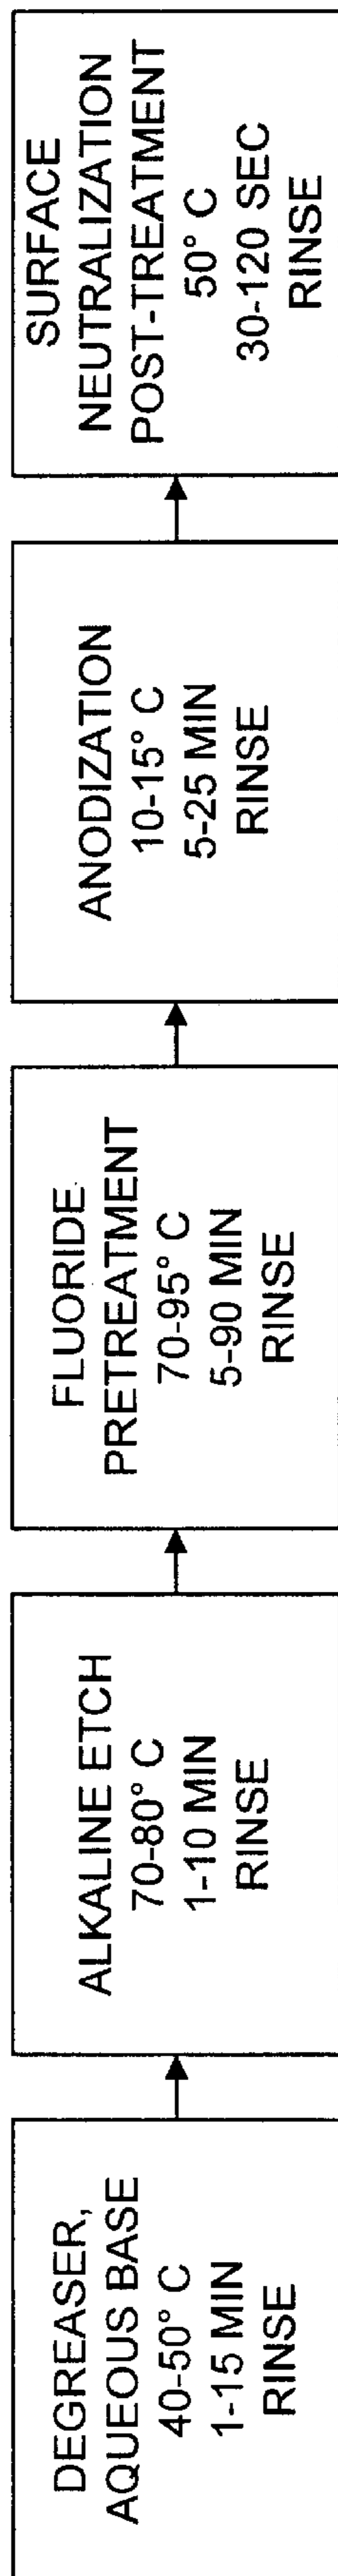 DEGREASER,
AQUEOUS BASE
40-50° C
1-15 MIN
RINSE
ALKALINE ETCH
70-80° C
1-10 MIN
RINSE
FLUORIDE
PRETREATMENT
70-95° C
5-90 MIN
RINSE
ANODIZATION
10-15° C
5-25 MIN
RINSE
SURFACE
NEUTRALIZATION
POST-TREATMENT
50° C
30-120 SEC
RINSE